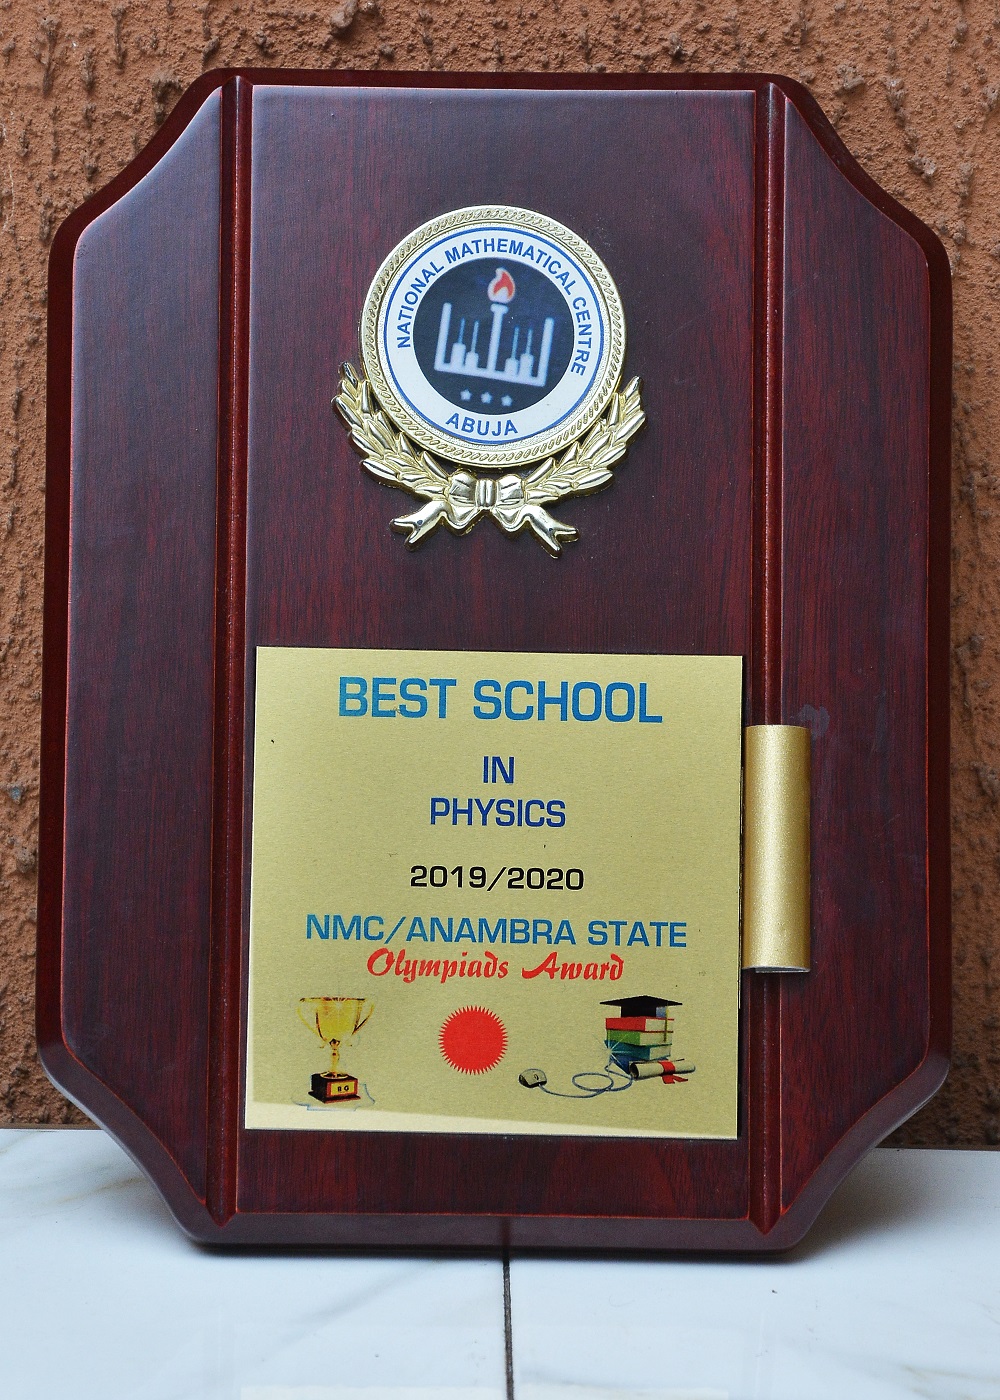 NATIONAL MATHEMATICAL CENTRE
ABUJA
BEST SCHOOL
IN
PHYSICS
2019/2020
NMC/ANAMBRA STATE
Olympiads Award